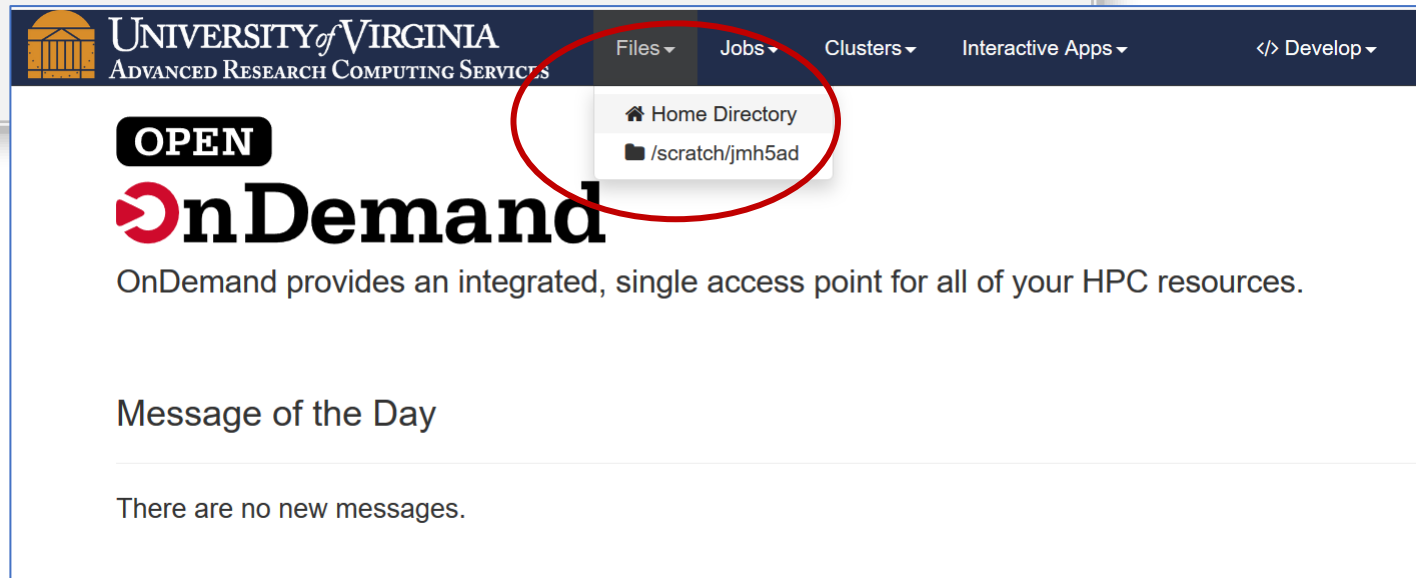 UNIVERSITY of VIRGINIA
ADVANCED RESEARCH COMPUTING SERVICES
Files Jobs Clusters Interactive Apps </> Develop
Home Directory
/scratch/jmh5ad
OPEN
OnDemand
OnDemand provides an integrated, single access point for all of your HPC resources.
Message of the Day
There are no new messages.